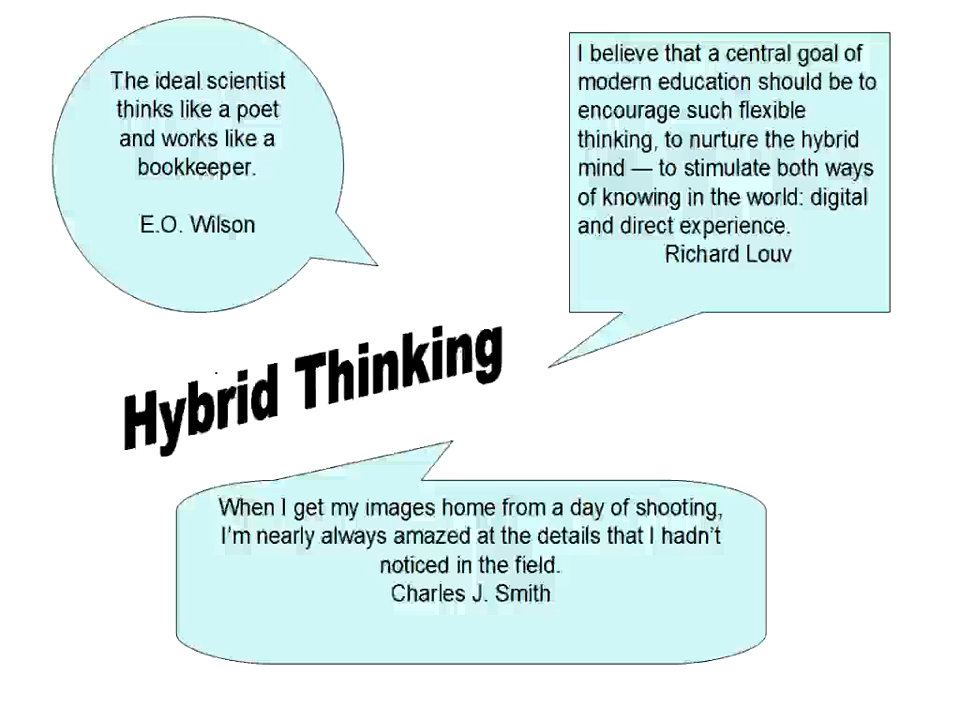 The ideal scientist
thinks like a poet
and works like a
bookkeeper.
E.O. Wilson
I believe that a central goal of
modern education should be to
encourage such flexible
thinking, to nurture the hybrid
mind — to stimulate both ways
of knowing in the world: digital
and direct experience.
Richard Louv
Hybrid Thinking
When I get my images home from a day of shooting,
I'm nearly always amazed at the details that I hadn't
noticed in the field.
Charles J. Smith